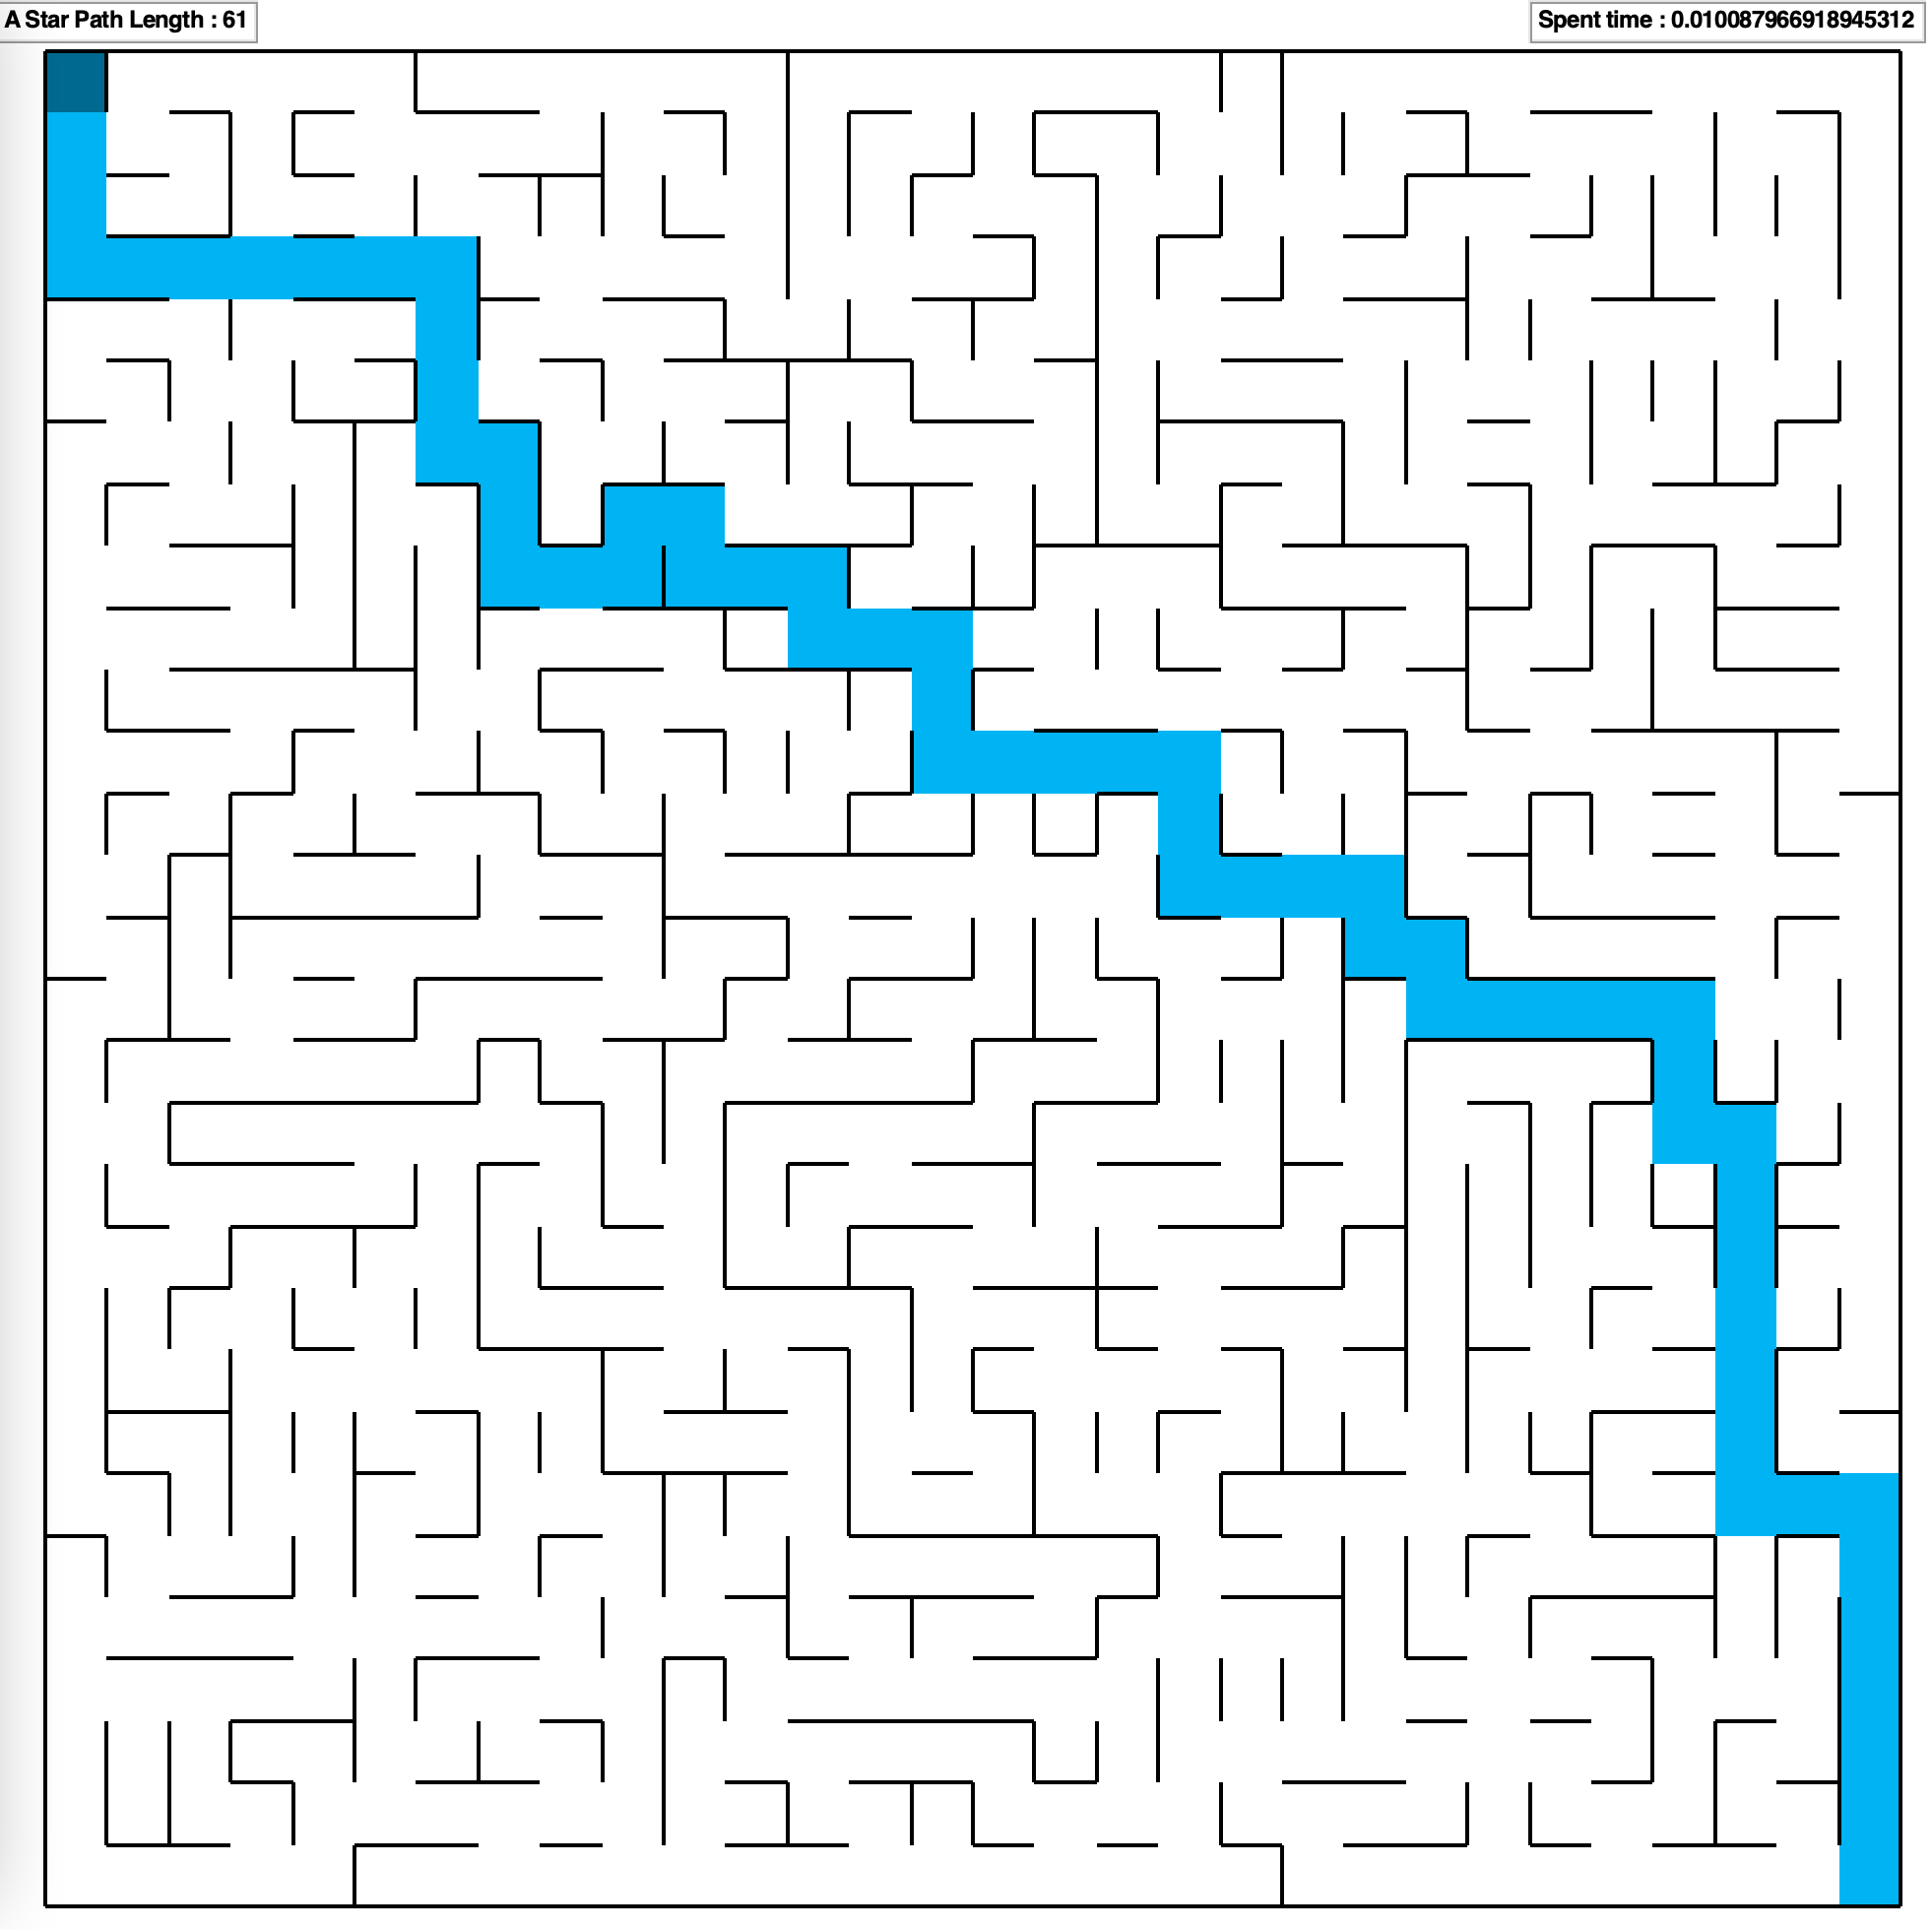 A Star Path Length : 61
Spent time : 0.010087966918945312